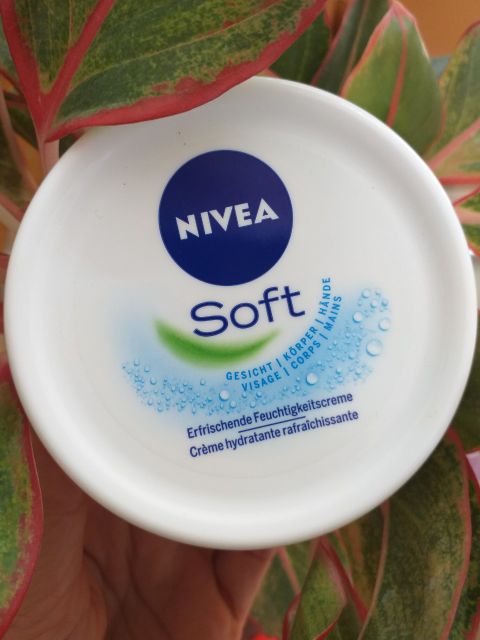 NIVEA
Soft
GESICHT | KÖRPER | HÄNDE
VISAGE | CORPS | MAINS
Erfrischende Feuchtigkeitscreme
Crème hydratante rafraîchissante